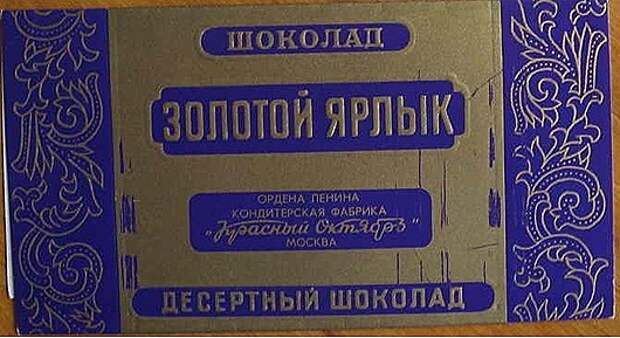 ШОКОЛАД
ЗОЛОТОЙ ЯРЛЫК
ОРДЕНА ЛЕНИНА
КОНДИТЕРСКАЯ ФАБРИКА
„Красный Октябрь"
МОСКВА
ДЕСЕРТНЫЙ ШОКОЛАД